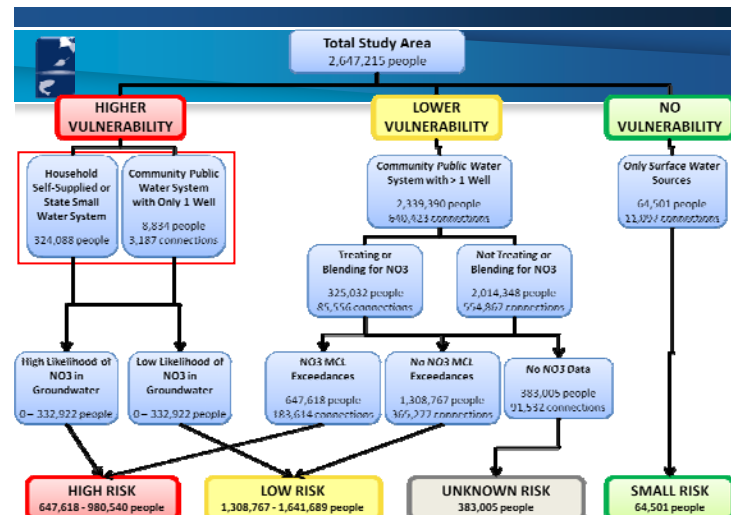 Total Study Area
2,647,215 people
HIGHER
VULNERABILITY
LOWER
VULNERABILITY
NO
VULNERABILITY
Household
Self-Supplied or
State Small
Water System
324,088 people
Community Public
Water System
with Only 1 Well
8,834 people
3,187 connections
Community Public Water
System with > 1 Well
2,339,390 people
640,423 connections
Only Surface Water
Sources
64,501 people
11,097 connections
Treating or
Blending for NO3
325,032 people
85,556 connections
Not Treating or
Blending for NO3
2,014,348 people
554,867 connections
High Likelihood of
NO3 in
Groundwater
0 – 332,922 people
Low Likelihood of
NO3 in
Groundwater
0 – 332,922 people
NO3 MCL
Exceedances
647,618 people
183,614 connections
No NO3 MCL
Exceedances
1,308,767 people
365,277 connections
No NO3 Data
383,005 people
91,532 connections
HIGH RISK
647,618 - 980,540 people
LOW RISK
1,308,767 - 1,641,689 people
UNKNOWN RISK
383,005 people
SMALL RISK
64,501 people